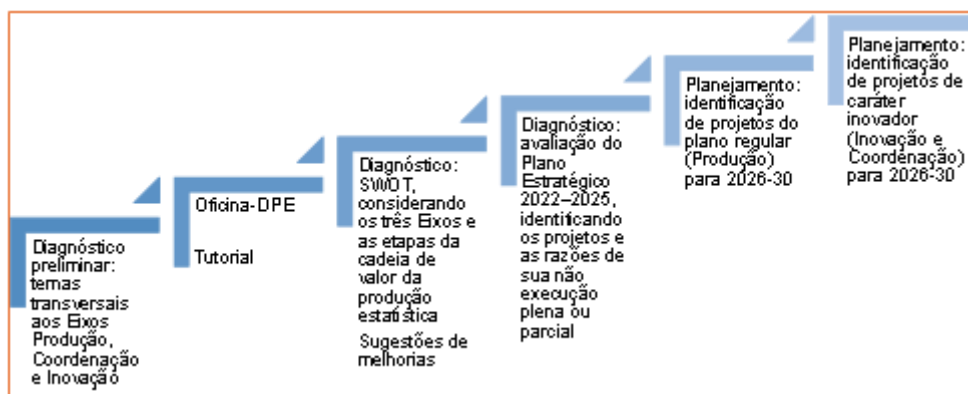 Diagnóstico
preliminar:
temas
transversais
aos Eixos
Produção,
Coordenação
e Inovação
Oficina-DPE
Tutorial
Diagnóstico:
SWOT,
considerando
os três Eixos e
as etapas da
cadeia de
valor da
produção
estatística
Sugestões de
melhorias
Diagnóstico:
avaliação do
Plano
Estratégico
2022–2025,
identificando
os projetos e
as razões de
sua não
execução
plena ou
parcial
Planejamento:
identificação
de projetos do
plano regular
(Produção)
para 2026-30
Planejamento:
identificação
de projetos de
caráter
inovador
(Inovação e
Coordenação)
para 2026-30